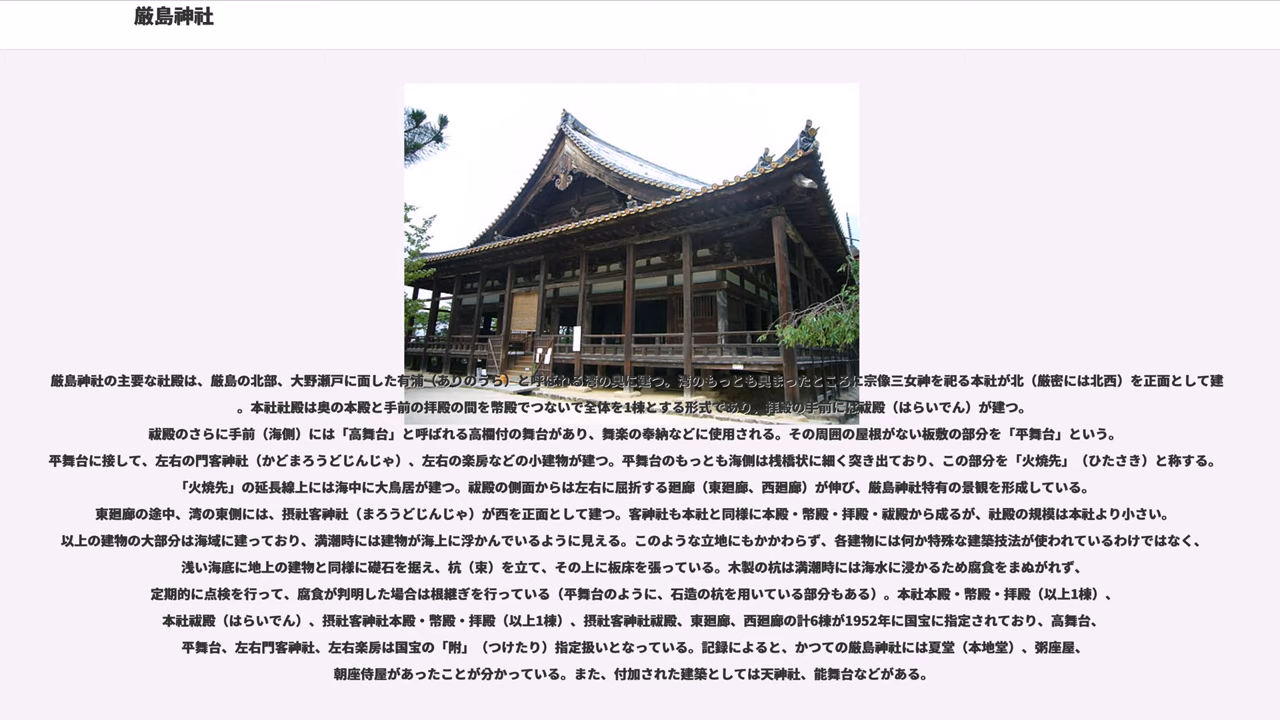 厳島神社
厳島神社の主要な社殿は、厳島の北部、大野瀬戸に面した有浦（ありのうら）と呼ばれる湾の奥に建つ。湾のもっとも奥まったところに宗像三女神を祀る本社が北（厳密には北西）を正面として建
。本社社殿は奥の本殿と手前の拝殿の間を幣殿でつないで全体を1棟とする形式であり、拝殿の手前には祓殿（はらいでん）が建つ。
祓殿のさらに手前（海側）には「高舞台」と呼ばれる高欄付の舞台があり、舞楽の奉納などに使用される。その周囲の屋根がない板敷の部分を「平舞台」という。
平舞台に接して、左右の門客神社（かどまろうどじんじゃ）、左右の楽房などの小建物が建つ。平舞台のもっとも海側は桟橋状に細く突き出ており、この部分を「火焼先」（ひたさき）と称する。
「火焼先」の延長線上には海中に大鳥居が建つ。祓殿の側面からは左右に屈折する廻廊（東廻廊、西廻廊）が伸び、厳島神社特有の景観を形成している。
東廻廊の途中、湾の東側には、摂社客神社（まろうどじんじゃ）が西を正面として建つ。客神社も本社と同様に本殿・幣殿・拝殿・祓殿から成るが、社殿の規模は本社より小さい。
以上の建物の大部分は海域に建っており、満潮時には建物が海上に浮かんでいるように見える。このような立地にもかかわらず、各建物には何か特殊な建築技法が使われているわけではなく、
浅い海底に地上の建物と同様に礎石を据え、杭（束）を立て、その上に板床を張っている。木製の杭は満潮時には海水に浸かるため腐食をまぬがれず、
定期的に点検を行って、腐食が判明した場合は根継ぎを行っている（平舞台のように、石造の杭を用いている部分もある）。本社本殿・幣殿・拝殿（以上1棟）、
本社祓殿（はらいでん）、摂社客神社本殿・幣殿・拝殿（以上1棟）、摂社客神社祓殿、東廻廊、西廻廊の計6棟が1952年に国宝に指定されており、高舞台、
平舞台、左右門客神社、左右楽房は国宝の「附」（つけたり）指定扱いとなっている。記録によると、かつての厳島神社には夏堂（本地堂）、粥座屋、
朝座侍屋があったことが分かっている。また、付加された建築としては天神社、能舞台などがある。